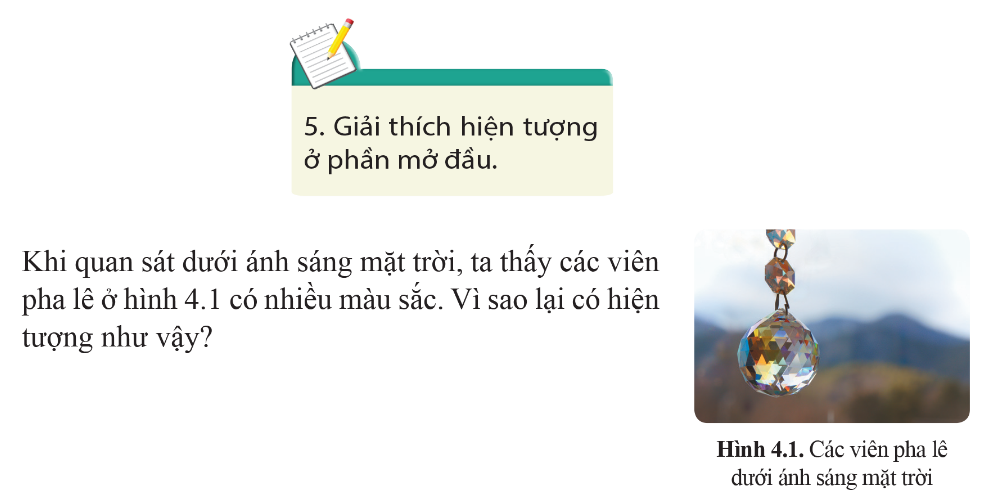 5. Giải thích hiện tượng
ở phần mở đầu.
Khi quan sát dưới ánh sáng mặt trời, ta thấy các viên
pha lê ở hình 4.1 có nhiều màu sắc. Vì sao lại có hiện
tượng như vậy?
Hình 4.1. Các viên pha lê
dưới ánh sáng mặt trời